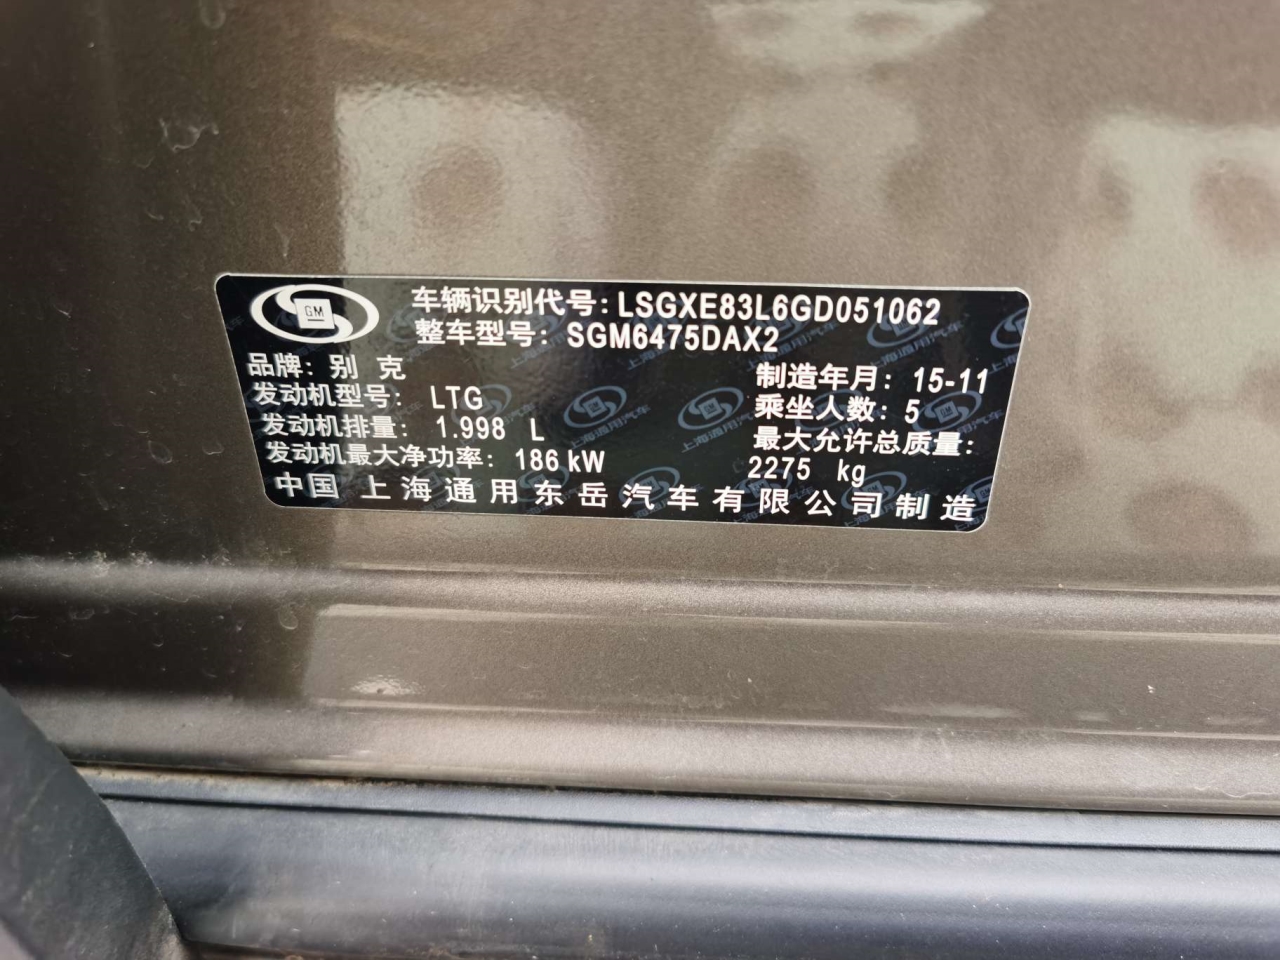 GM
车辆识别代号:LSGXE83L6GD051062
整车型号: SGM6475DAX2
品牌: 别 克
制造年月: 15-11
发动机型号: LTG
乘坐人数: 5
发动机排量: 1.998 L
最大允许总质量:
发动机最大净功率: 186 kW
2275 kg
中国 上海通用东岳汽车有限公司制造